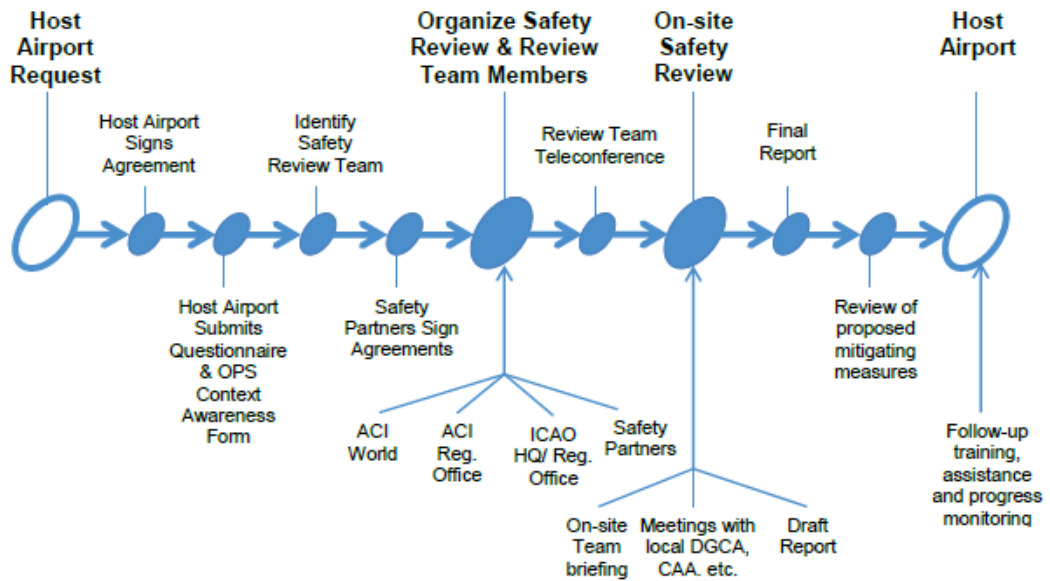 Host
Airport
Request
Organize Safety
Review & Review
Team Members
On-site
Safety
Review
Host
Airport
Host Airport
Signs
Agreement
Identify
Safety
Review Team
Review Team
Teleconference
Final
Report
Host Airport
Submits
Questionnaire
& OPS
Context
Awareness
Form
Safety
Partners Sign
Agreements
Review of
proposed
mitigating
measures
ACI
World
ACI
Reg.
Office
ICAO
HQ/ Reg.
Office
Safety
Partners
Follow-up
training,
assistance
and progress
monitoring
On-site
Team
briefing
Meetings with
local DGCA,
CAA. etc.
Draft
Report